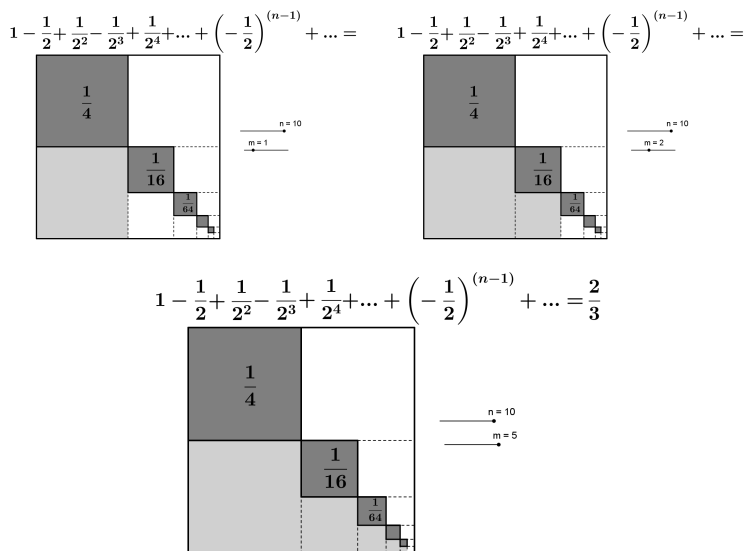 1 − 1/2 + 1/2² − 1/2³ + 1/2⁴ + ... + (− 1/2)⁽ⁿ⁻¹⁾ + ... =
1/4
1/16
1/64
n = 10
m = 1
1 − 1/2 + 1/2² − 1/2³ + 1/2⁴ + ... + (− 1/2)⁽ⁿ⁻¹⁾ + ... =
1/4
1/16
1/64
n = 10
m = 2
1 − 1/2 + 1/2² − 1/2³ + 1/2⁴ + ... + (− 1/2)⁽ⁿ⁻¹⁾ + ... = 2/3
1/4
1/16
1/64
n = 10
m = 5